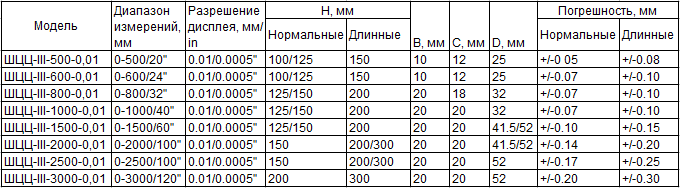 Модель Диапазон измерений, мм Разрешение дисплея, мм/in H, мм B, мм C, мм D, мм Погрешность, мм
Нормальные Длинные Нормальные Длинные
ШЦЦ-III-500-0,01 0-500/20" 0.01/0.0005" 100/125 150 10 12 25 +/-0 05 +/-0.08
ШЦЦ-III-600-0,01 0-600/24" 0.01/0.0005" 100/125 150 10 12 25 +/-0.07 +/-0.10
ШЦЦ-III-800-0,01 0-800/32" 0.01/0.0005" 125/150 200 20 18 32 +/-0.07 +/-0.10
ШЦЦ-III-1000-0,01 0-1000/40" 0.01/0.0005" 125/150 200 20 20 32 +/-0.07 +/-0.10
ШЦЦ-III-1500-0,01 0-1500/60" 0.01/0.0005" 125/150 200 20 20 41.5/52 +/-0.10 +/-0.15
ШЦЦ-III-2000-0,01 0-2000/100" 0.01/0.0005" 150 200/300 20 20 41.5/52 +/-0.14 +/-0.20
ШЦЦ-III-2500-0,01 0-2500/100" 0.01/0.0005" 150 200/300 20 20 52 +/-0.17 +/-0.25
ШЦЦ-III-3000-0,01 0-3000/120" 0.01/0.0005" 200 300 20 20 52 +/-0.20 +/-0.30